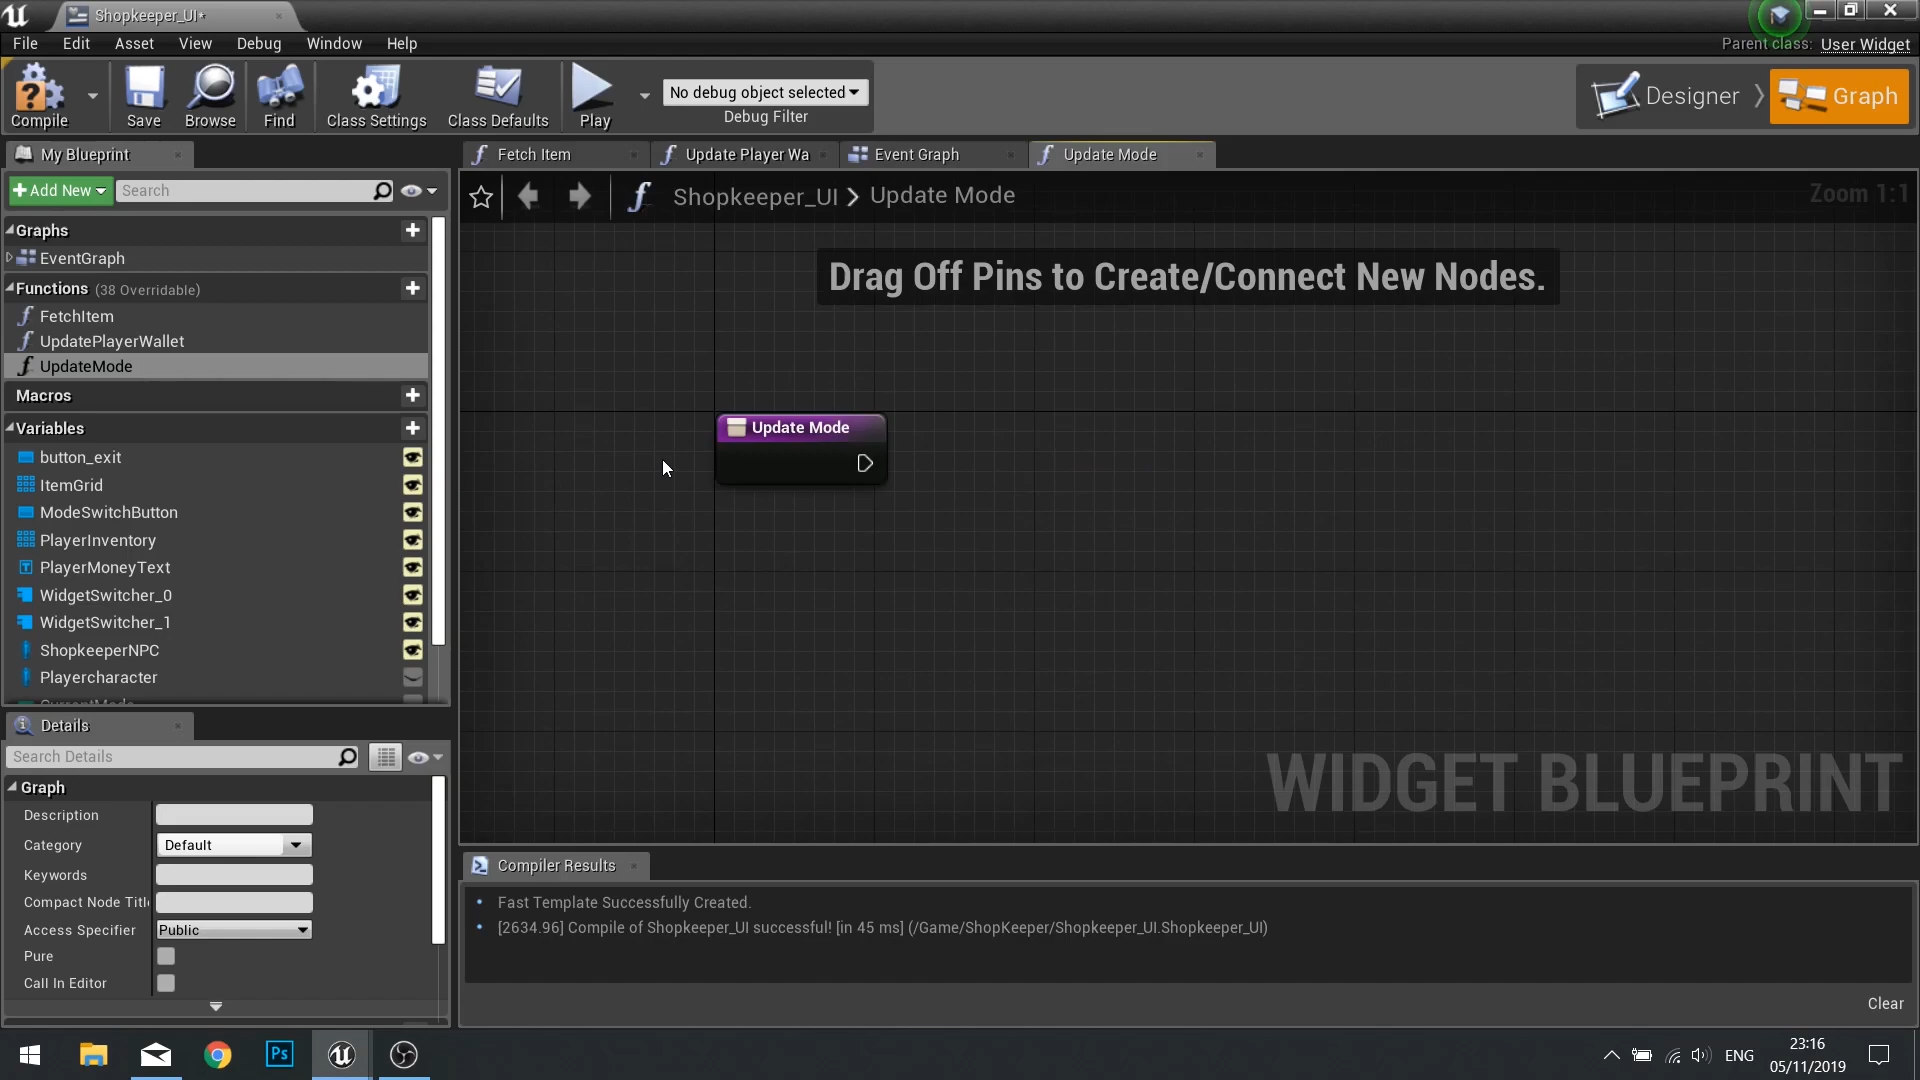 Shopkeeper_UI*
File Edit Asset View Debug Window Help
Parent class: User Widget
Compile Save Browse Find Class Settings Class Defaults Play
No debug object selected
Debug Filter
Designer Graph
My Blueprint
Fetch Item Update Player Wa Event Graph Update Mode
Add New Search
Shopkeeper_UI Update Mode
Zoom 1:1
Graphs
EventGraph
Functions (38 Overridable)
FetchItem
UpdatePlayerWallet
UpdateMode
Macros
Variables
button_exit
ItemGrid
ModeSwitchButton
PlayerInventory
PlayerMoneyText
WidgetSwitcher_0
WidgetSwitcher_1
ShopkeeperNPC
Playercharacter
CurrentMode
Drag Off Pins to Create/Connect New Nodes.
Update Mode
WIDGET BLUEPRINT
Details
Search Details
Graph
Description
Category Default
Keywords
Compact Node Titl
Access Specifier Public
Pure
Call In Editor
Compiler Results
Fast Template Successfully Created.
[2634.96] Compile of Shopkeeper_UI successful! [in 45 ms] (/Game/ShopKeeper/Shopkeeper_UI.Shopkeeper_UI)
Clear
Ps
ENG
23:16
05/11/2019